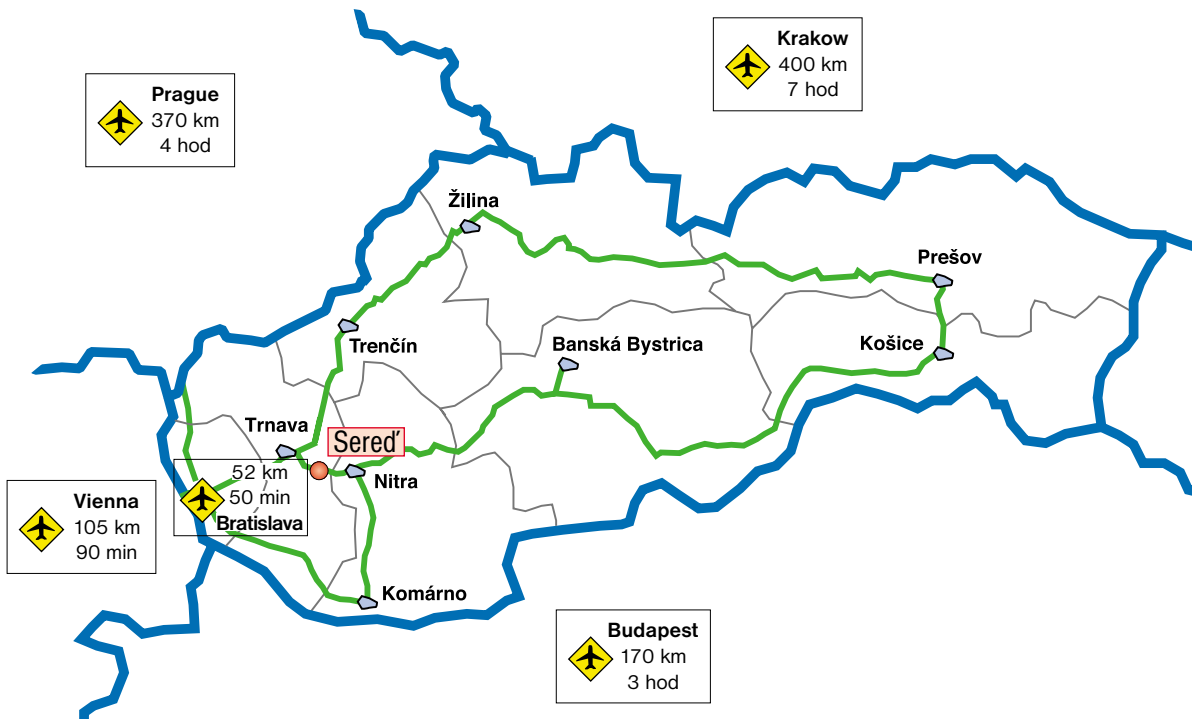 Krakow
400 km
7 hod
Prague
370 km
4 hod
Žilina
Prešov
Trenčín
Banská Bystrica
Košice
Trnava
Sereď
52 km
50 min
Bratislava
Nitra
Vienna
105 km
90 min
Komárno
Budapest
170 km
3 hod